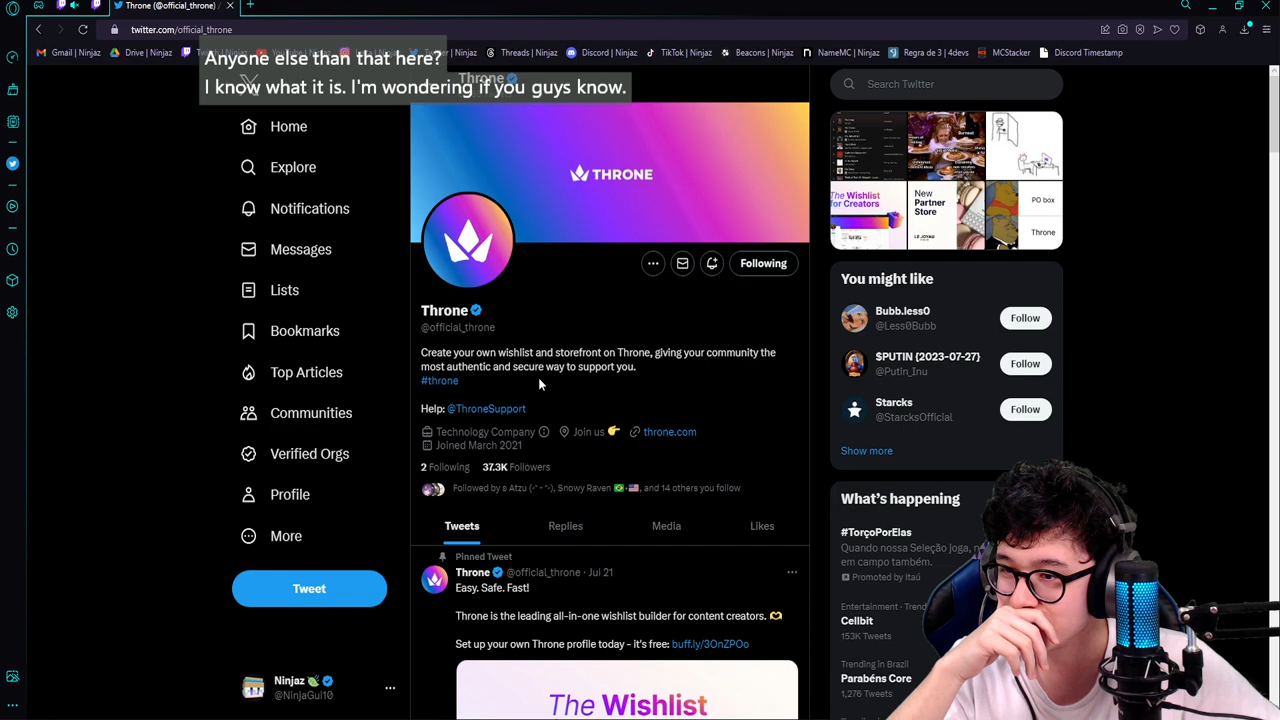 Throne (@official_throne) /
twitter.com/official_throne
Gmail | Ninjaz
Drive | Ninjaz
YouTube | Ninjaz
Threads | Ninjaz
Discord | Ninjaz
TikTok | Ninjaz
Beacons | Ninjaz
NameMC | Ninjaz
Regra de 3 | 4devs
MCStacker
Discord Timestamp
Anyone else than that here?
I know what it is. I'm wondering if you guys know.
Home
Explore
Notifications
Messages
Lists
Bookmarks
Top Articles
Communities
Verified Orgs
Profile
More
Tweet
Ninjaz
@NinjaGui10
Throne
THRONE
Following
Throne
@official_throne
Create your own wishlist and storefront on Throne, giving your community the
most authentic and secure way to support you.
#throne
Help: @ThroneSupport
Technology Company
Join us 👉
throne.com
Joined March 2021
2 Following
37.3K Followers
Snowy Raven 🇧🇷🇺🇸, and 14 others you follow
Tweets
Replies
Media
Likes
Pinned Tweet
Throne @official_throne · Jul 21
Easy. Safe. Fast!
Throne is the leading all-in-one wishlist builder for content creators. 🫶
Set up your own Throne profile today - it's free: buff.ly/3OnZPOo
The Wishlist
Search Twitter
The Wishlist
for Creators
New
Partner
Store
PO box
Throne
You might like
Bubb.less0
@Less0Bubb
Follow
$PUTIN {2023-07-27}
@Putin_Inu
Follow
Starcks
@StarcksOfficial
Follow
Show more
What's happening
#TorçoPorElas
Quando nossa Seleção joga,
em campo também.
Promoted by Itaú
Entertainment
Cellbit
153K Tweets
Trending in Brazil
Parabéns Core
1,276 Tweets